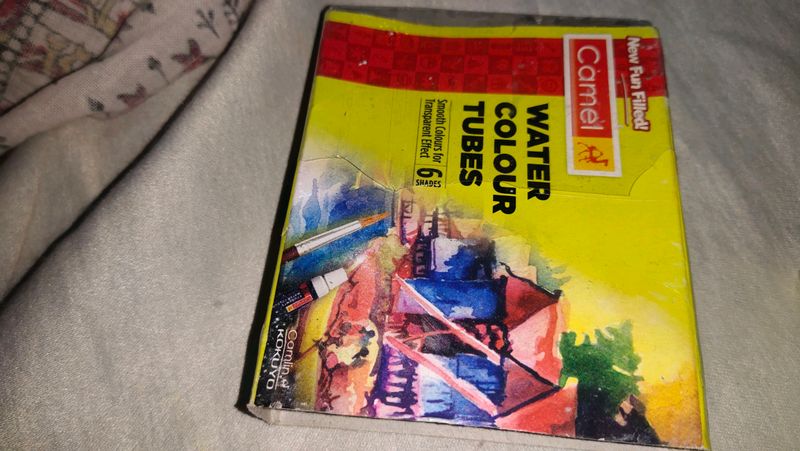 New Fun Filled!
Camel
WATER
COLOUR
TUBES
Smooth Colours for
Transparent Effect
6
SHADES
Camlin
KOKUYO